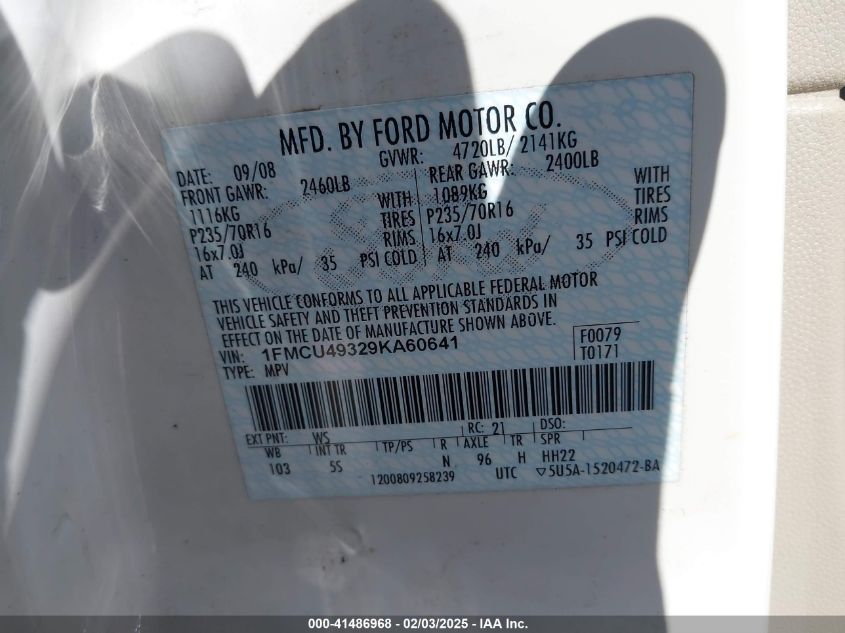 MFD. BY FORD MOTOR CO.
DATE: 09/08 GVWR: 4720LB/ 2141KG
FRONT GAWR: 2460LB REAR GAWR: 2400LB
1116KG WITH 1089KG WITH
P235/70R16 TIRES P235/70R16 TIRES
16x7.0J RIMS 16x7.0J RIMS
AT 240 kPa/ 35 PSI COLD AT 240 kPa/ 35 PSI COLD
THIS VEHICLE CONFORMS TO ALL APPLICABLE FEDERAL MOTOR
VEHICLE SAFETY AND THEFT PREVENTION STANDARDS IN
EFFECT ON THE DATE OF MANUFACTURE SHOWN ABOVE.
VIN: 1FMCU49329KA60641 F0079
TYPE: MPV T0171
EXT PNT: WS RC: 21 DSO:
WB INT TR TP/PS R AXLE TR SPR
103 5S N 96 H HH22
1200809258239 UTC ▽5U5A-1520472-BA
000-41486968 - 02/03/2025 - IAAI.com.